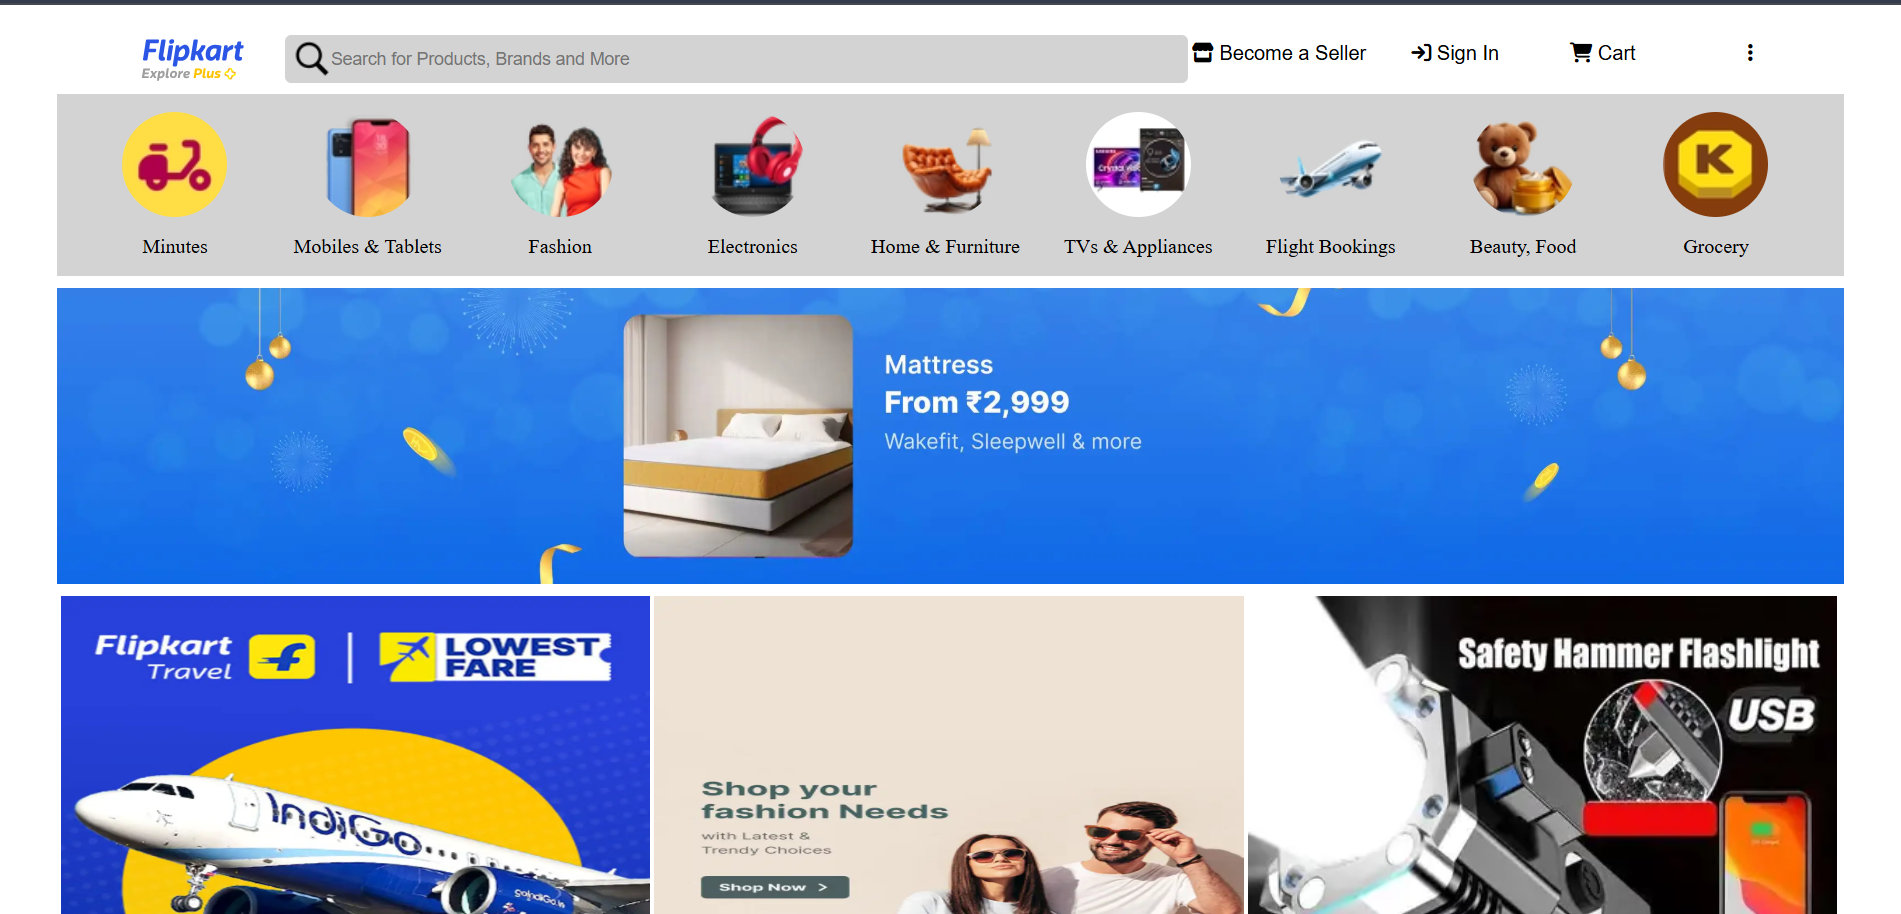 Flipkart
Explore Plus
Search for Products, Brands and More
Become a Seller
Sign In
Cart
K
Minutes
Mobiles & Tablets
Fashion
Electronics
Home & Furniture
TVs & Appliances
Flight Bookings
Beauty, Food
Grocery
Mattress
From ₹2,999
Wakefit, Sleepwell & more
Flipkart
Travel
LOWEST
FARE
IndiGo
goIndiGo.in
Shop your
fashion Needs
with Latest &
Trendy Choices
Shop Now >
Safety Hammer Flashlight
USB